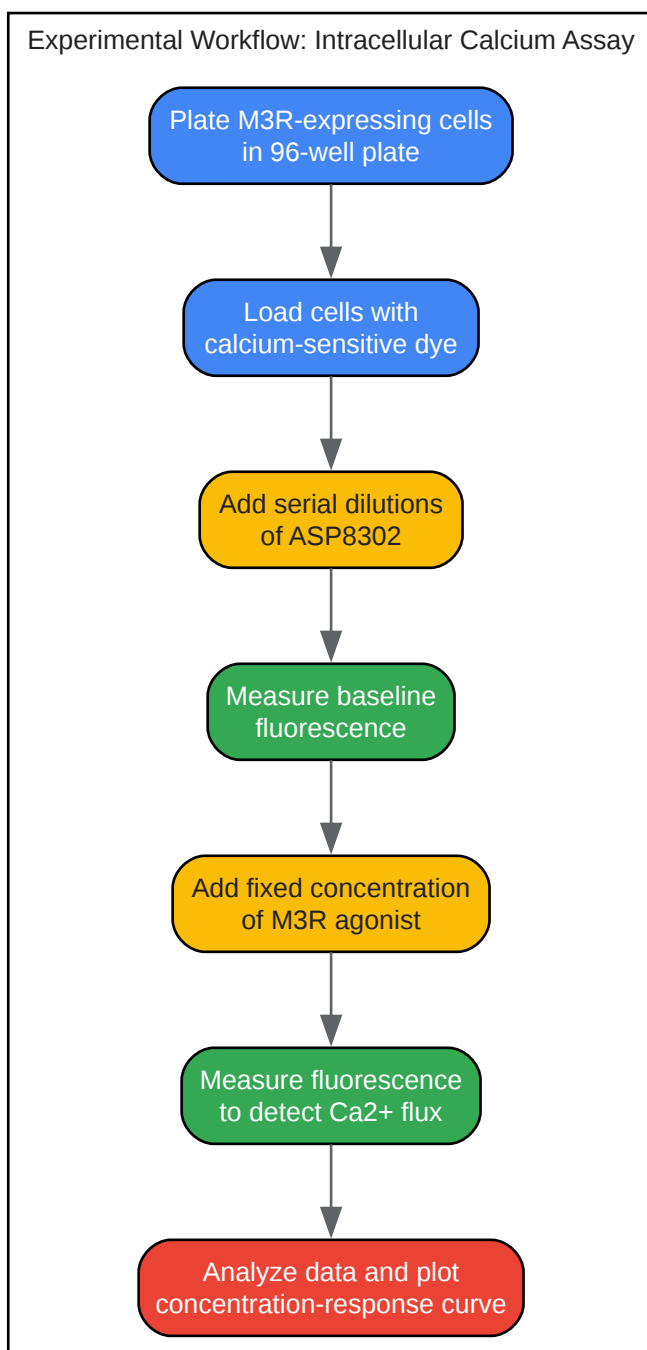 Experimental Workflow: Intracellular Calcium Assay
Plate M3R-expressing cells
in 96-well plate
Load cells with
calcium-sensitive dye
Add serial dilutions
of ASP8302
Measure baseline
fluorescence
Add fixed concentration
of M3R agonist
Measure fluorescence
to detect Ca2+ flux
Analyze data and plot
concentration-response curve